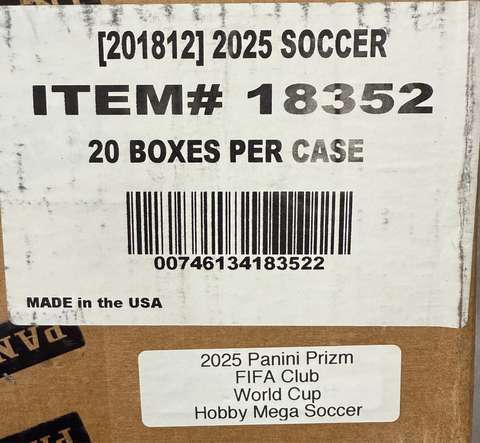 [201812] 2025 SOCCER
ITEM# 18352
20 BOXES PER CASE
00746134183522
MADE in the USA
2025 Panini Prizm
FIFA Club
World Cup
Hobby Mega Soccer
PAN